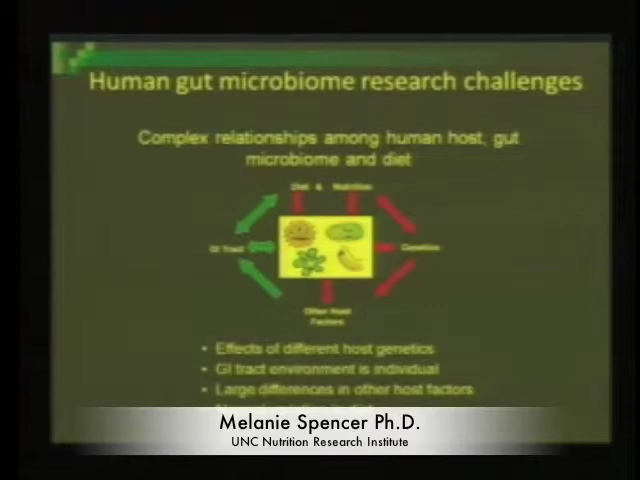 Human gut microbiome research challenges
Complex relationships among human host, gut
microbiome and diet
Diet & Nutrition
GI Tract
Genetics
Other Host
Factors
• Effects of different host genetics
• GI tract environment is individual
• Large differences in other host factors
Melanie Spencer Ph.D.
UNC Nutrition Research Institute